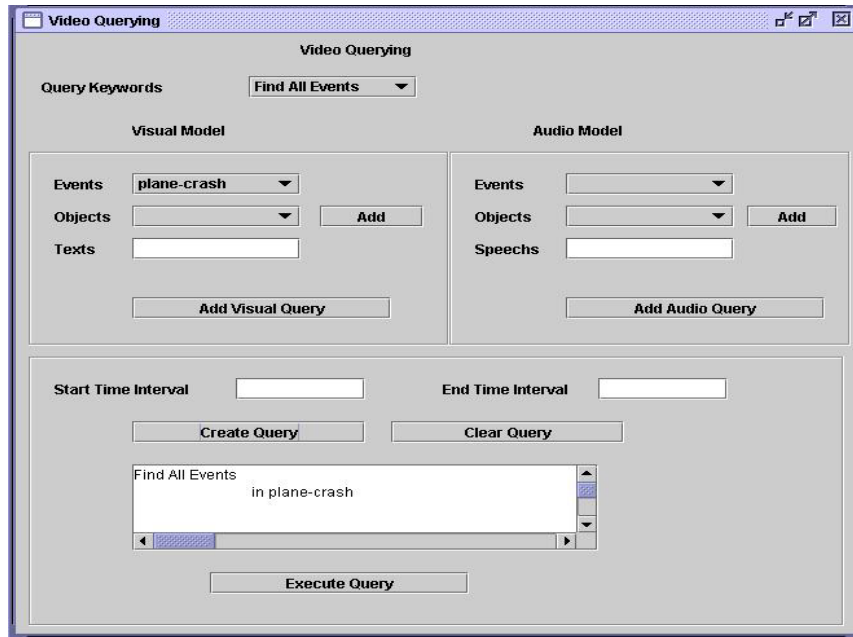 Video Querying
Video Querying
Query Keywords Find All Events
Visual Model Audio Model
Events plane-crash Events
Objects Add Objects Add
Texts Speechs
Add Visual Query Add Audio Query
Start Time Interval End Time Interval
Create Query Clear Query
Find All Events
in plane-crash
Execute Query